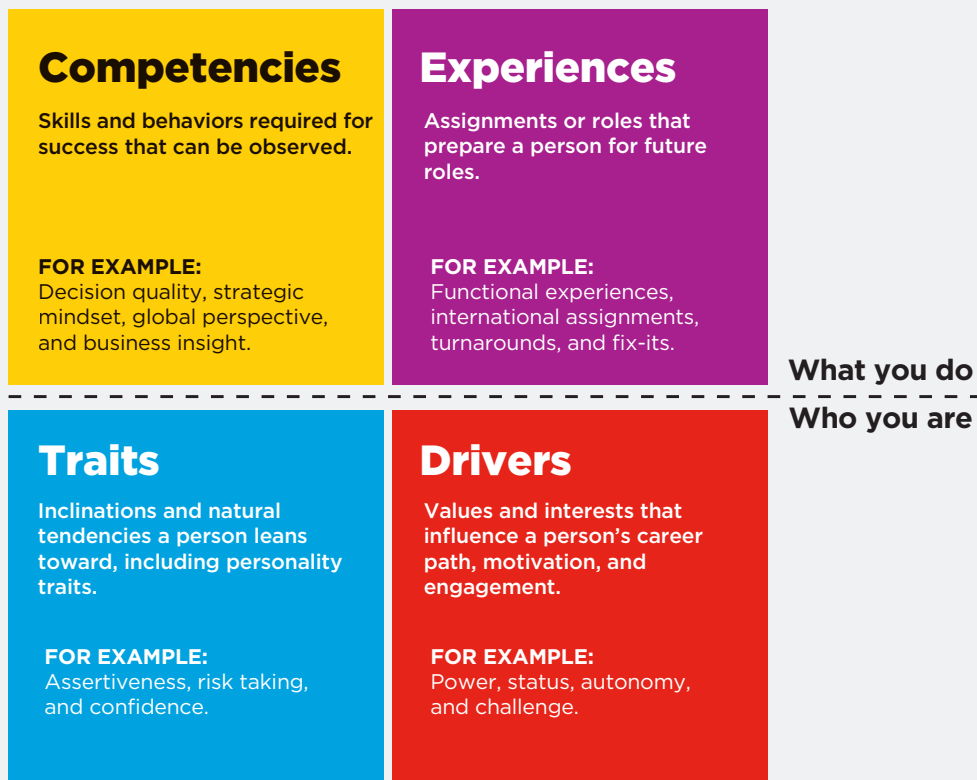 Competencies
Skills and behaviors required for
success that can be observed.
FOR EXAMPLE:
Decision quality, strategic
mindset, global perspective,
and business insight.
Experiences
Assignments or roles that
prepare a person for future
roles.
FOR EXAMPLE:
Functional experiences,
international assignments,
turnarounds, and fix-its.
What you do
Who you are
Traits
Inclinations and natural
tendencies a person leans
toward, including personality
traits.
FOR EXAMPLE:
Assertiveness, risk taking,
and confidence.
Drivers
Values and interests that
influence a person’s career
path, motivation, and
engagement.
FOR EXAMPLE:
Power, status, autonomy,
and challenge.